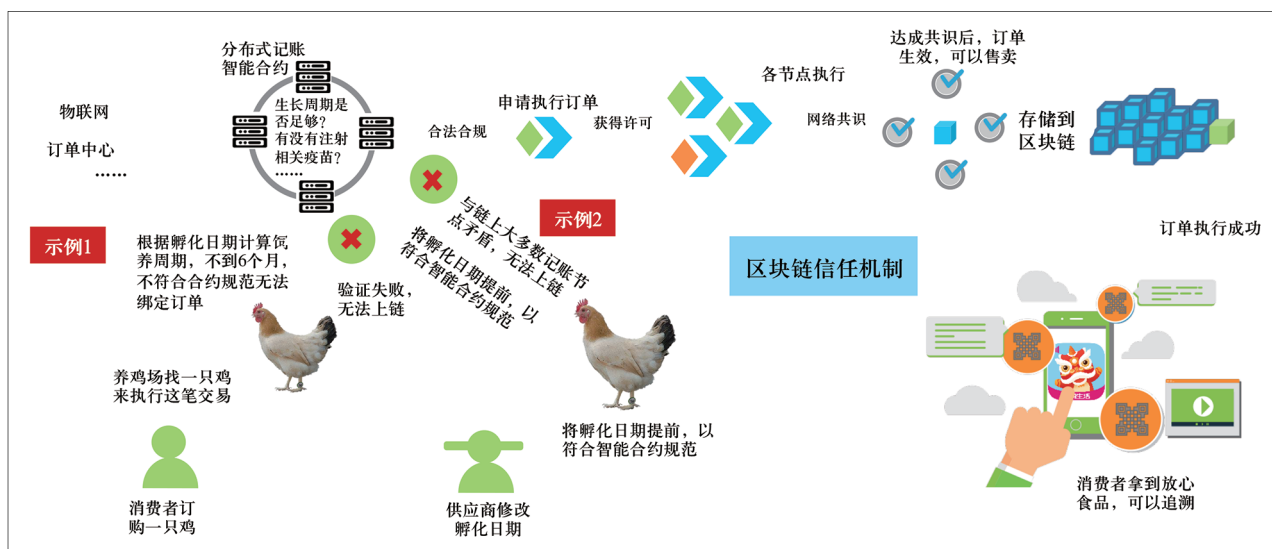 分布式记账
智能合约
物联网
订单中心
……
生长周期是
否足够?
有没有注射
相关疫苗?
……
合法合规
申请执行订单
获得许可
各节点执行
网络共识
达成共识后，订单
生效，可以售卖
存储到
区块链
订单执行成功
示例1
根据孵化日期计算饲
养周期，不到6个月，
不符合合约规范无法
绑定订单
验证失败，
无法上链
示例2
与链上大多数记账节
点矛盾，无法上链
将孵化日期提前，以
符合智能合约规范
区块链信任机制
养鸡场找一只鸡
来执行这笔交易
消费者订
购一只鸡
供应商修改
孵化日期
将孵化日期提前，以
符合智能合约规范
生活
消费者拿到放心
食品，可以追溯